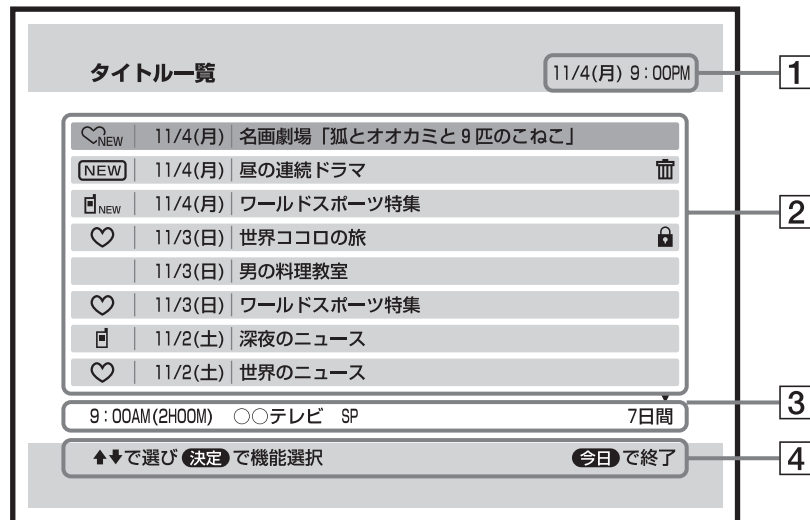 タイトル一覧
11/4(月) 9:00PM
1
NEW 11/4(月) 名画劇場「狐とオオカミと9匹のこねこ」
NEW 11/4(月) 昼の連続ドラマ
NEW 11/4(月) ワールドスポーツ特集
2
11/3(日) 世界ココロの旅
11/3(日) 男の料理教室
11/3(日) ワールドスポーツ特集
11/2(土) 深夜のニュース
11/2(土) 世界のニュース
9:00AM(2H00M) ○○テレビ SP 7日間
3
で選び 決定 で機能選択 今日 で終了
4